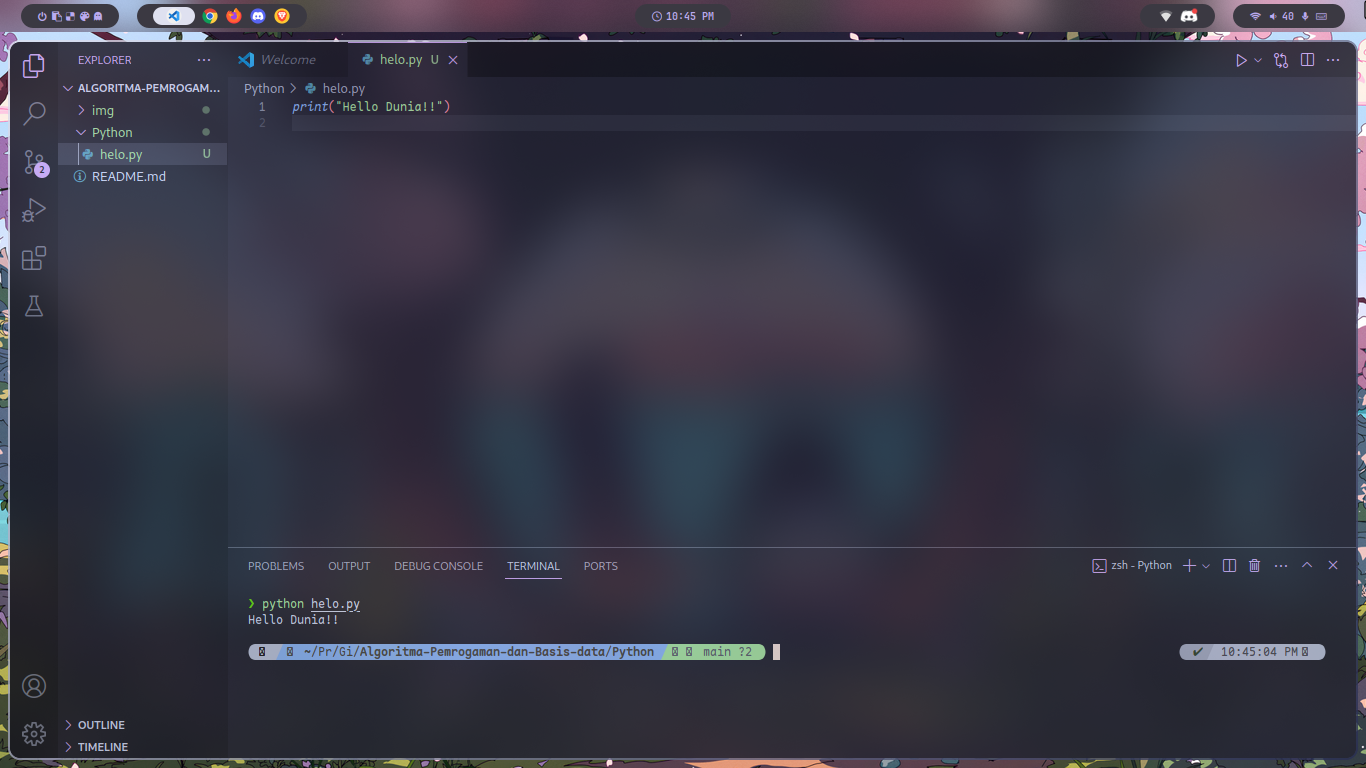 10:45 PM
40
EXPLORER
Welcome
helo.py U
ALGORITMA-PEMROGAM...
img
Python
helo.py U
README.md
2
OUTLINE
TIMELINE
Python > helo.py
1 print("Hello Dunia!!")
2
PROBLEMS OUTPUT DEBUG CONSOLE TERMINAL PORTS
zsh - Python
❯ python helo.py
Hello Dunia!!
~/Pr/Gi/Algoritma-Pemrogaman-dan-Basis-data/Python main ?2
✔ 10:45:04 PM